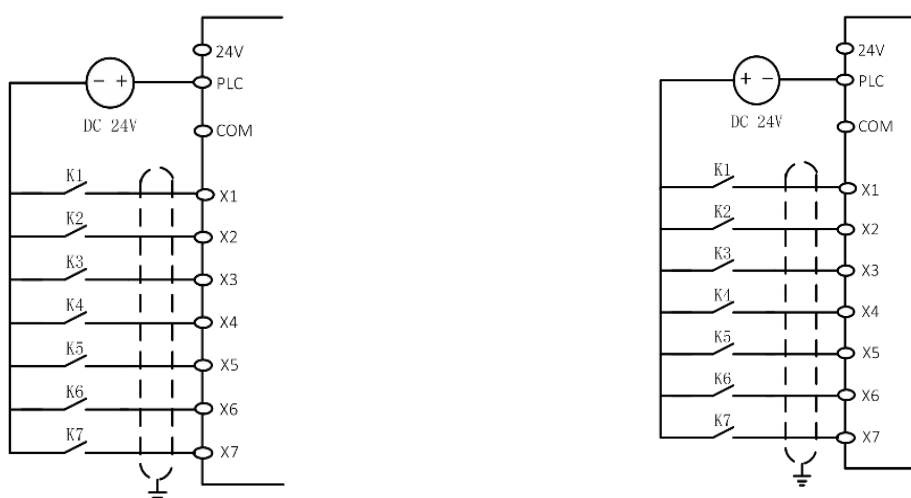 24V
- +
PLC
DC 24V
COM
K1
X1
K2
X2
K3
X3
K4
X4
K5
X5
K6
X6
K7
X7
24V
+ -
PLC
DC 24V
COM
K1
X1
K2
X2
K3
X3
K4
X4
K5
X5
K6
X6
K7
X7